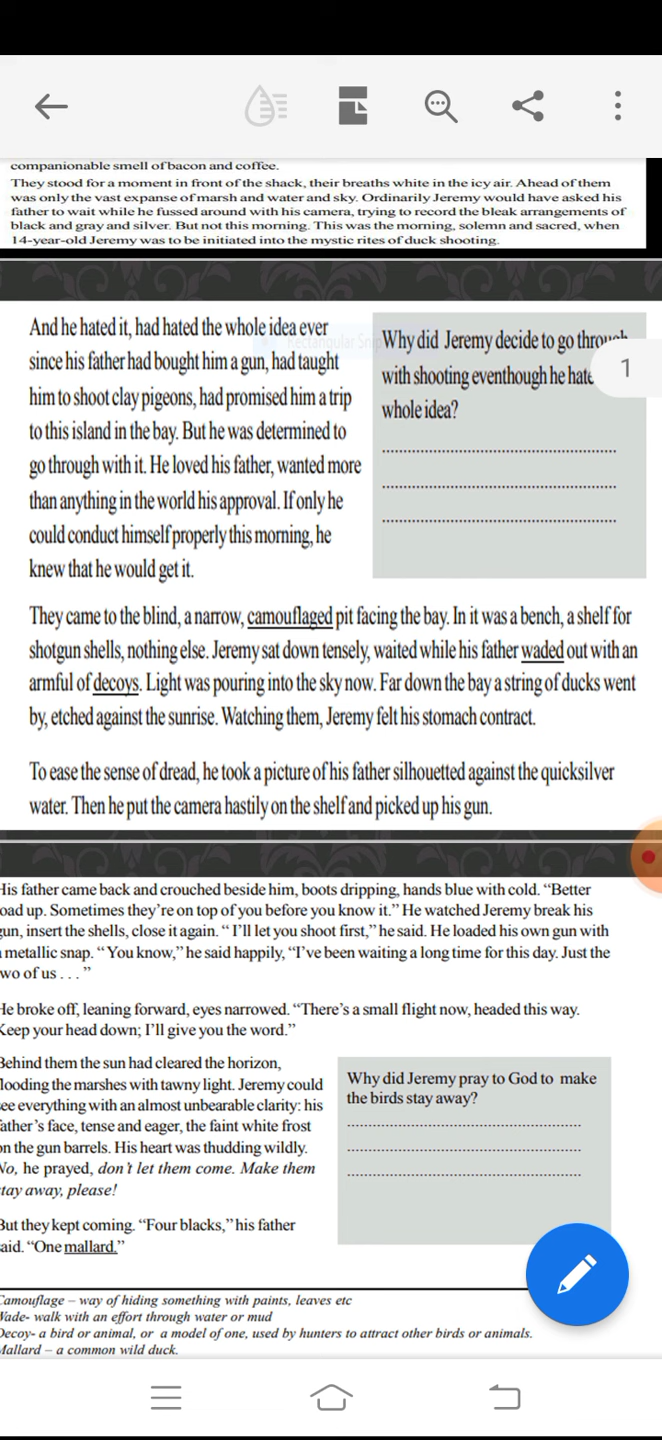 companionable smell of bacon and coffee.
They stood for a moment in front of the shack, their breaths white in the icy air. Ahead of them
was only the vast expanse of marsh and water and sky. Ordinarily Jeremy would have asked his
father to wait while he fussed around with his camera, trying to record the bleak arrangements of
black and gray and silver. But not this morning. This was the morning, solemn and sacred, when
14-year-old Jeremy was to be initiated into the mystic rites of duck shooting.
And he hated it, had hated the whole idea ever
since his father had bought him a gun, had taught
him to shoot clay pigeons, had promised him a trip
to this island in the bay. But he was determined to
go through with it. He loved his father, wanted more
than anything in the world his approval. If only he
could conduct himself properly this morning, he
knew that he would get it.
Rectangular Snip
Why did Jeremy decide to go through
with shooting eventhough he hate
whole idea?
1
They came to the blind, a narrow, camouflaged pit facing the bay. In it was a bench, a shelf for
shotgun shells, nothing else. Jeremy sat down tensely, waited while his father waded out with an
armful of decoys. Light was pouring into the sky now. Far down the bay a string of ducks went
by, etched against the sunrise. Watching them, Jeremy felt his stomach contract.
To ease the sense of dread, he took a picture of his father silhouetted against the quicksilver
water. Then he put the camera hastily on the shelf and picked up his gun.
His father came back and crouched beside him, boots dripping, hands blue with cold. “Better
oad up. Sometimes they’re on top of you before you know it.” He watched Jeremy break his
gun, insert the shells, close it again. “ I’ll let you shoot first,” he said. He loaded his own gun with
a metallic snap. “ You know,” he said happily, “I’ve been waiting a long time for this day. Just the
wo of us . . . ”
He broke off, leaning forward, eyes narrowed. “There’s a small flight now, headed this way.
Keep your head down; I’ll give you the word.”
Behind them the sun had cleared the horizon,
looding the marshes with tawny light. Jeremy could
see everything with an almost unbearable clarity: his
father’s face, tense and eager, the faint white frost
on the gun barrels. His heart was thudding wildly.
No, he prayed, don’t let them come. Make them
tay away, please!
Why did Jeremy pray to God to make
the birds stay away?
But they kept coming. “Four blacks,” his father
aid. “One mallard.”
Camouflage – way of hiding something with paints, leaves etc
Wade- walk with an effort through water or mud
Decoy- a bird or animal, or a model of one, used by hunters to attract other birds or animals.
Mallard – a common wild duck.